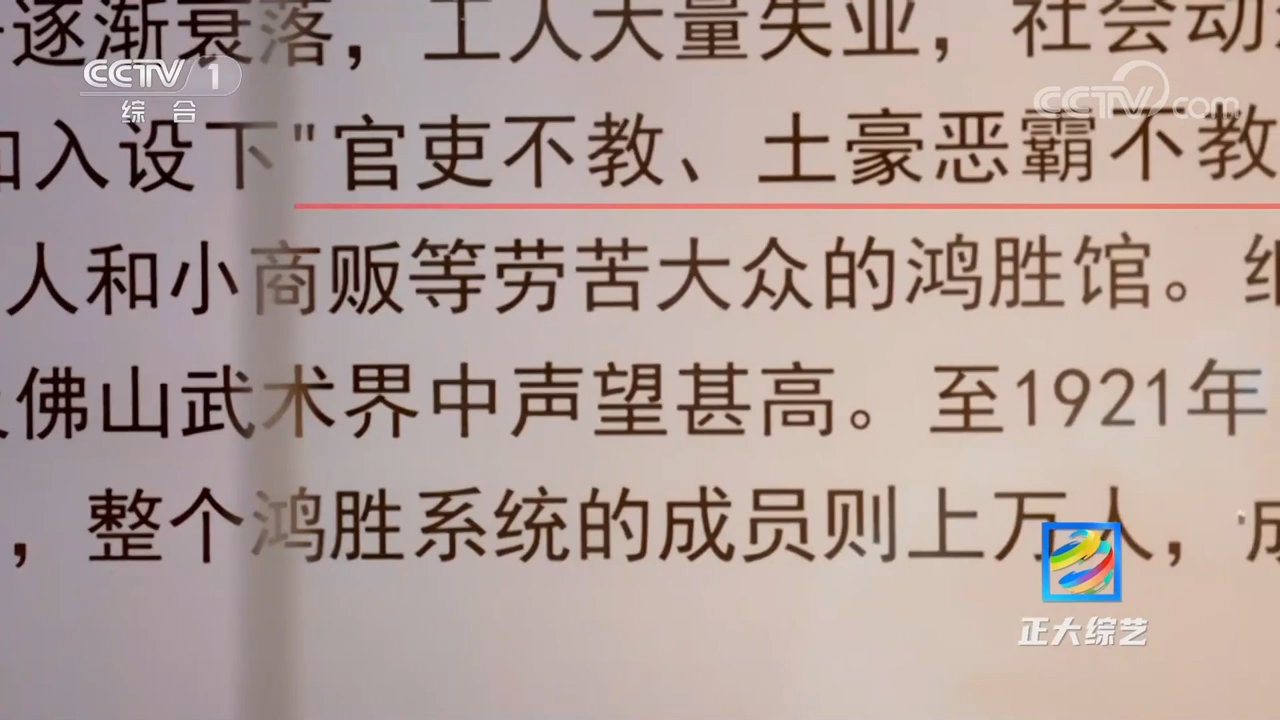 逐渐衰落，工人大量失业，社会动
CCTV 1
综合
CCTV.com
加入设下"官吏不教、土豪恶霸不教
人和小商贩等劳苦大众的鸿胜馆。
佛山武术界中声望甚高。至1921年
，整个鸿胜系统的成员则上万人，成
正大综艺